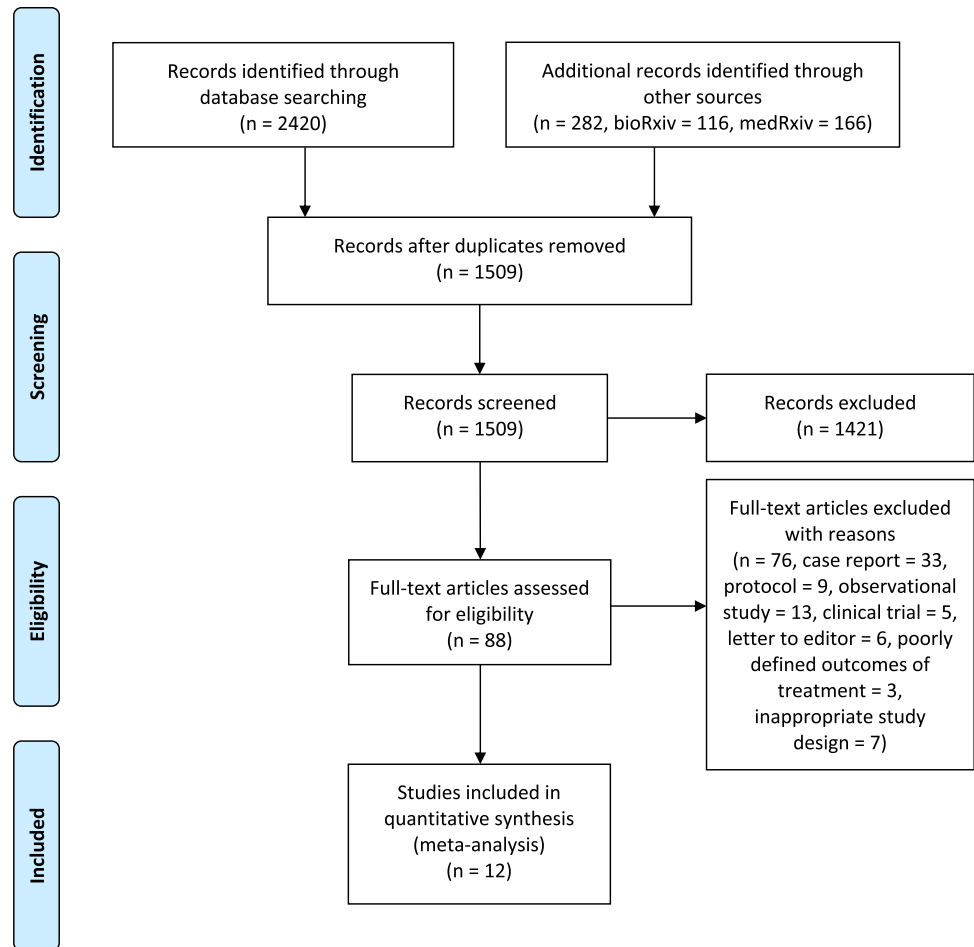 Identification
Records identified through
database searching
(n = 2420)
Additional records identified through
other sources
(n = 282, bioRxiv = 116, medRxiv = 166)
Records after duplicates removed
(n = 1509)
Screening
Records screened
(n = 1509)
Records excluded
(n = 1421)
Eligibility
Full-text articles assessed
for eligibility
(n = 88)
Full-text articles excluded
with reasons
(n = 76, case report = 33,
protocol = 9, observational
study = 13, clinical trial = 5,
letter to editor = 6, poorly
defined outcomes of
treatment = 3,
inappropriate study
design = 7)
Included
Studies included in
quantitative synthesis
(meta-analysis)
(n = 12)